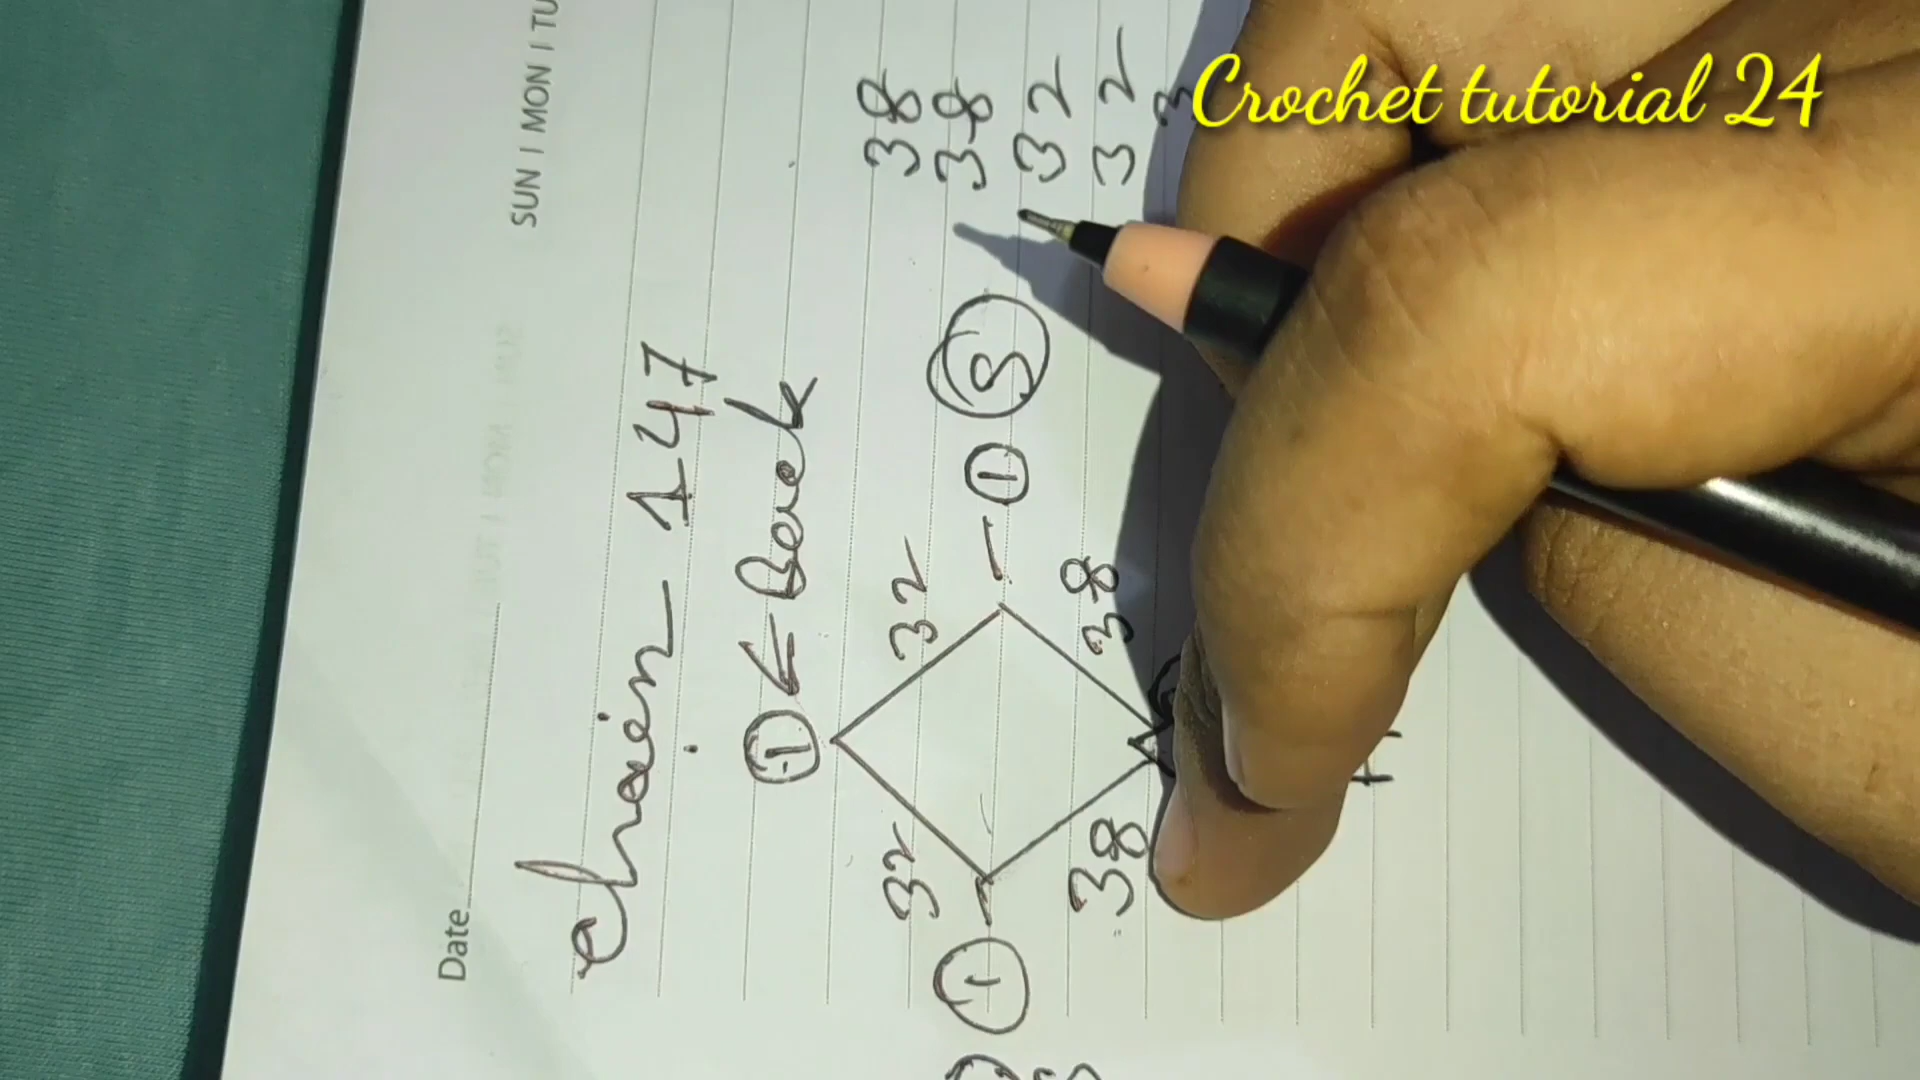 Crochet tutorial 24
SUN I MON I TU
Date
chain 147
1 ← Back
32 32
1 1 S
38 38
38
38
32
32
3